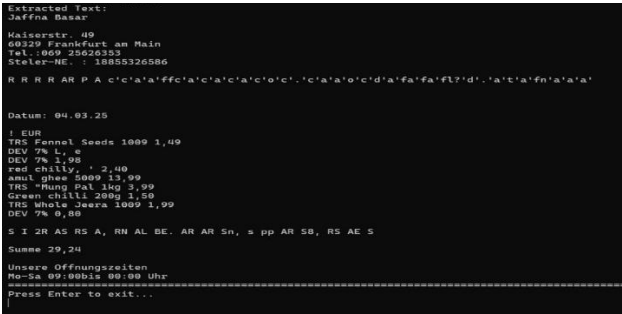 Extracted Text:
Jaffna Basar
Kaiserstr. 49
60329 Frankfurt am Main
Tel.:069 25626353
Steler-NE. : 18855326586
R R R R AR P A c'c'a'a'ffc'a'c'a'c'a'c'o'c'.'c'a'a'o'c'd'a'fa'fa'fl?'d'.'a't'a'fn'a'a'a'
Datum: 04.03.25
! EUR
TRS Fennel Seeds 1009 1,49
DEV 7% L, e
DEV 7% 1,98
red chilly, ' 2,40
amul ghee 5009 13,99
TRS "Mung Pal 1kg 3,99
Green chilli 200g 1,50
TRS Whole Jeera 1009 1,99
DEV 7% 0,80
S I 2R AS RS A, RN AL BE. AR AR Sn, s pp AR S8, RS AE S
Summe 29,24
Unsere Offnungszeiten
Mo-Sa 09:00bis 00:00 Uhr
Press Enter to exit...